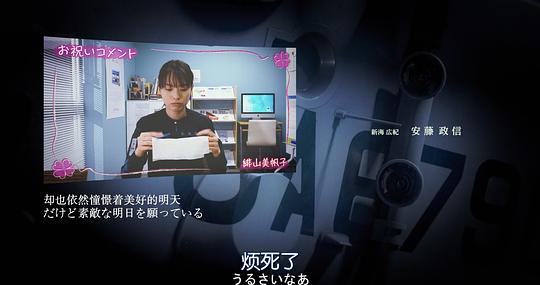 お祝いコメント
緋山美帆子
新海 広紀 安藤 政信
却也依然憧憬着美好的明天
だけど素敵な明日を願っている
烦死了
うるさいなあ